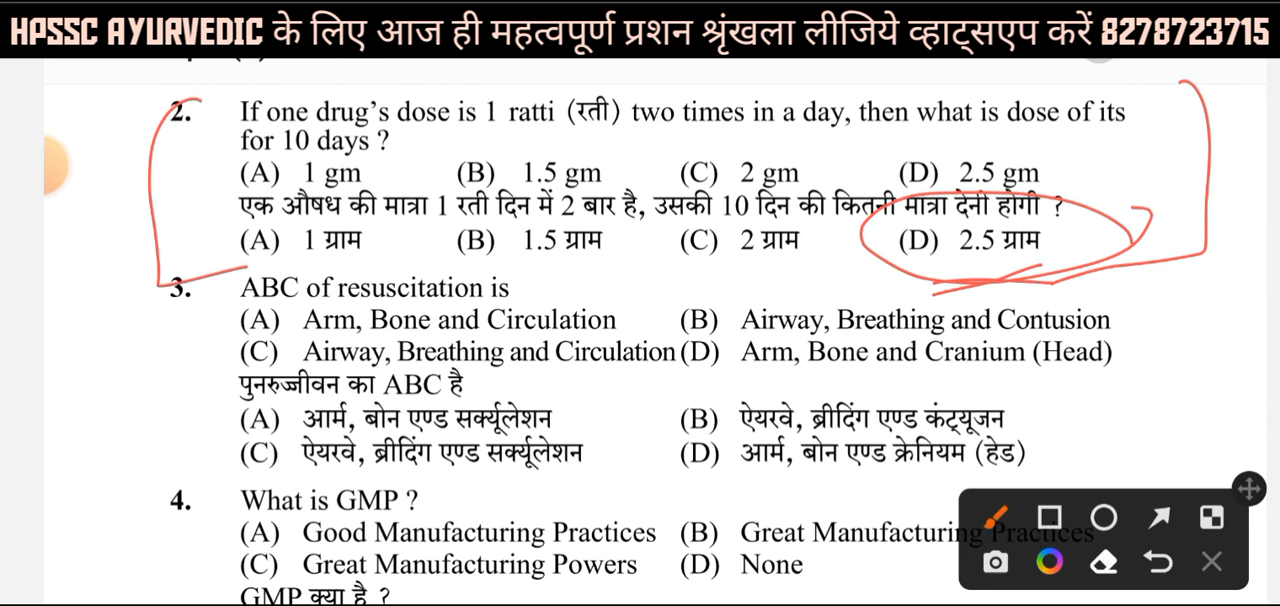 HPSSC AYURVEDIC के लिए आज ही महत्वपूर्ण प्रशन श्रृंखला लीजिये व्हाट्सएप करें 8278723715
2. If one drug's dose is 1 ratti (रती) two times in a day, then what is dose of its
for 10 days ?
(A) 1 gm (B) 1.5 gm (C) 2 gm (D) 2.5 gm
एक औषध की मात्रा 1 रती दिन में 2 बार है, उसकी 10 दिन की कितनी मात्रा देनी होगी ?
(A) 1 ग्राम (B) 1.5 ग्राम (C) 2 ग्राम (D) 2.5 ग्राम
3. ABC of resuscitation is
(A) Arm, Bone and Circulation (B) Airway, Breathing and Contusion
(C) Airway, Breathing and Circulation (D) Arm, Bone and Cranium (Head)
पुनरुज्जीवन का ABC है
(A) आर्म, बोन एण्ड सर्क्यूलेशन (B) ऐयरवे, ब्रीदिंग एण्ड कंट्यूजन
(C) ऐयरवे, ब्रीदिंग एण्ड सर्क्यूलेशन (D) आर्म, बोन एण्ड क्रेनियम (हेड)
4. What is GMP ?
(A) Good Manufacturing Practices (B) Great Manufacturing Practices
(C) Great Manufacturing Powers (D) None
GMP क्या है ?